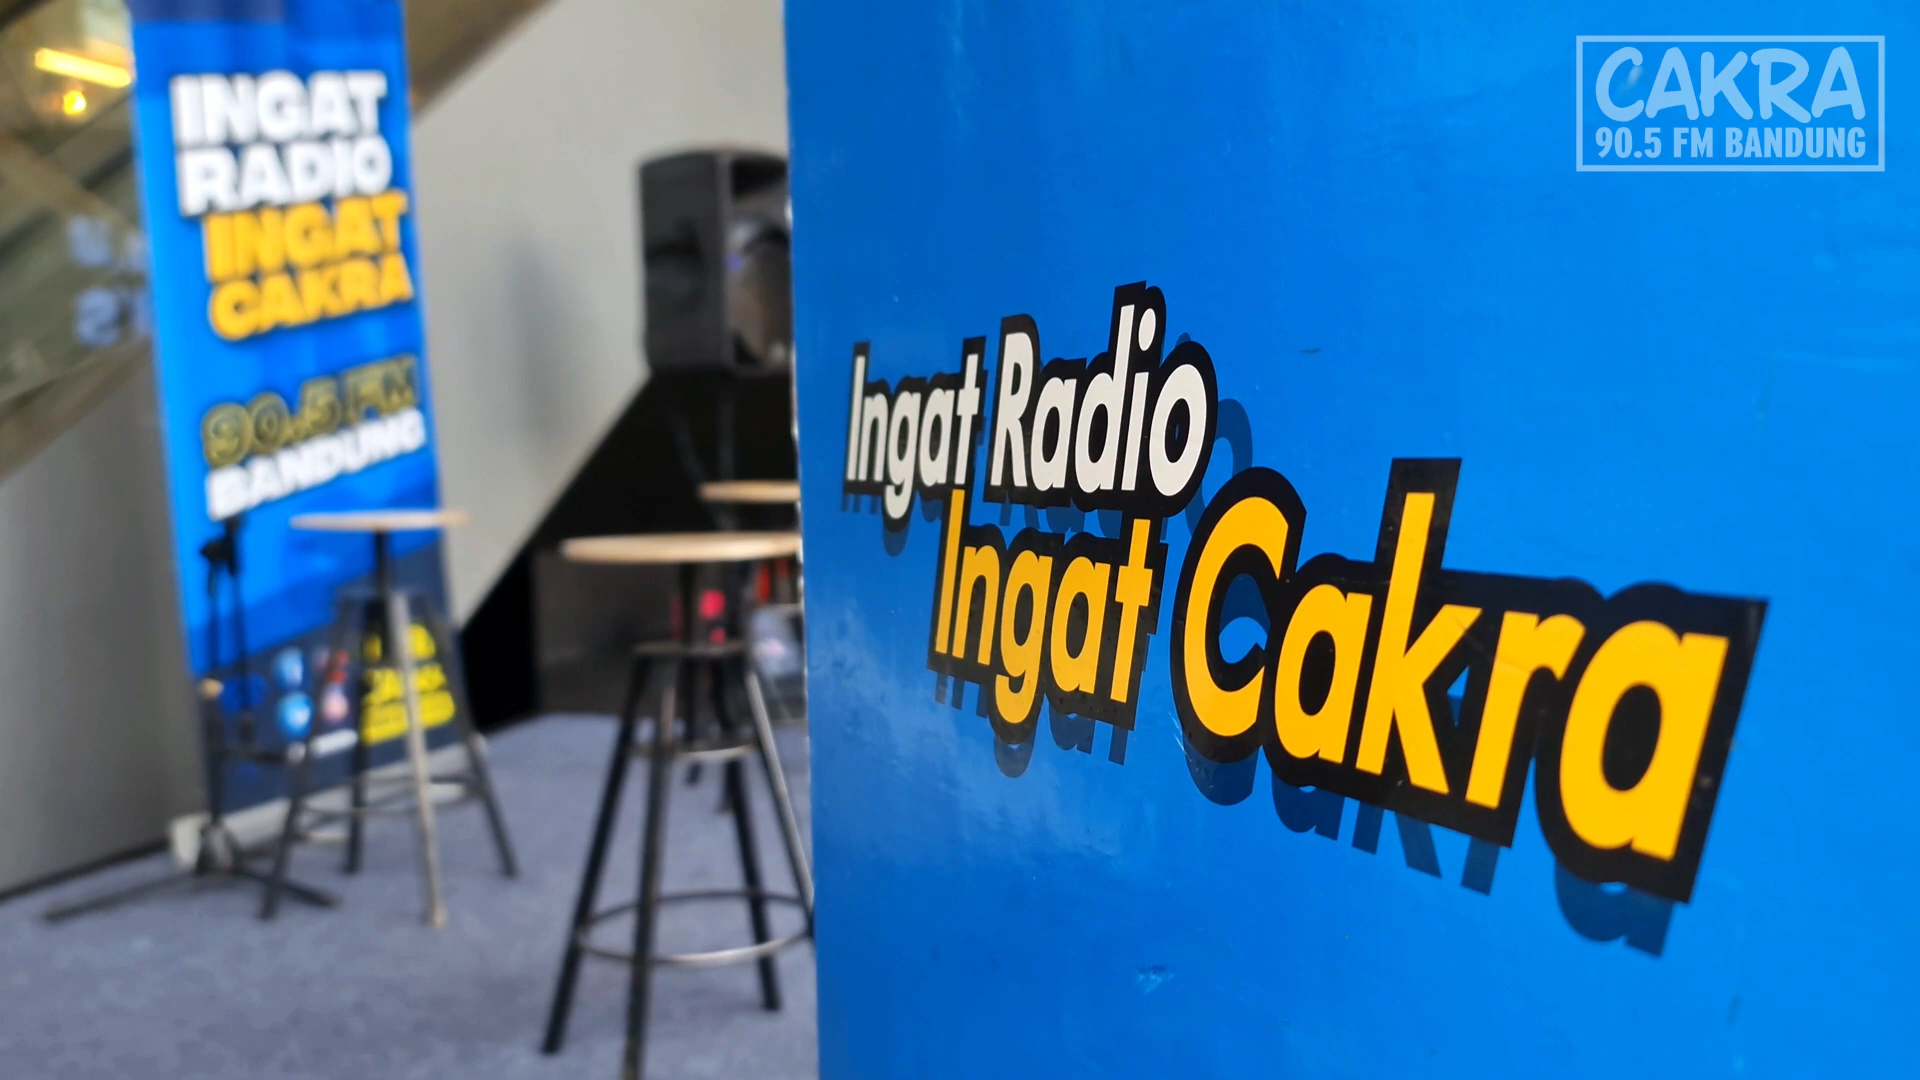 INGAT
RADIO
INGAT
CAKRA
90.5 FM
BANDUNG
Ingat Radio
Ingat Cakra
CAKRA
90.5 FM BANDUNG